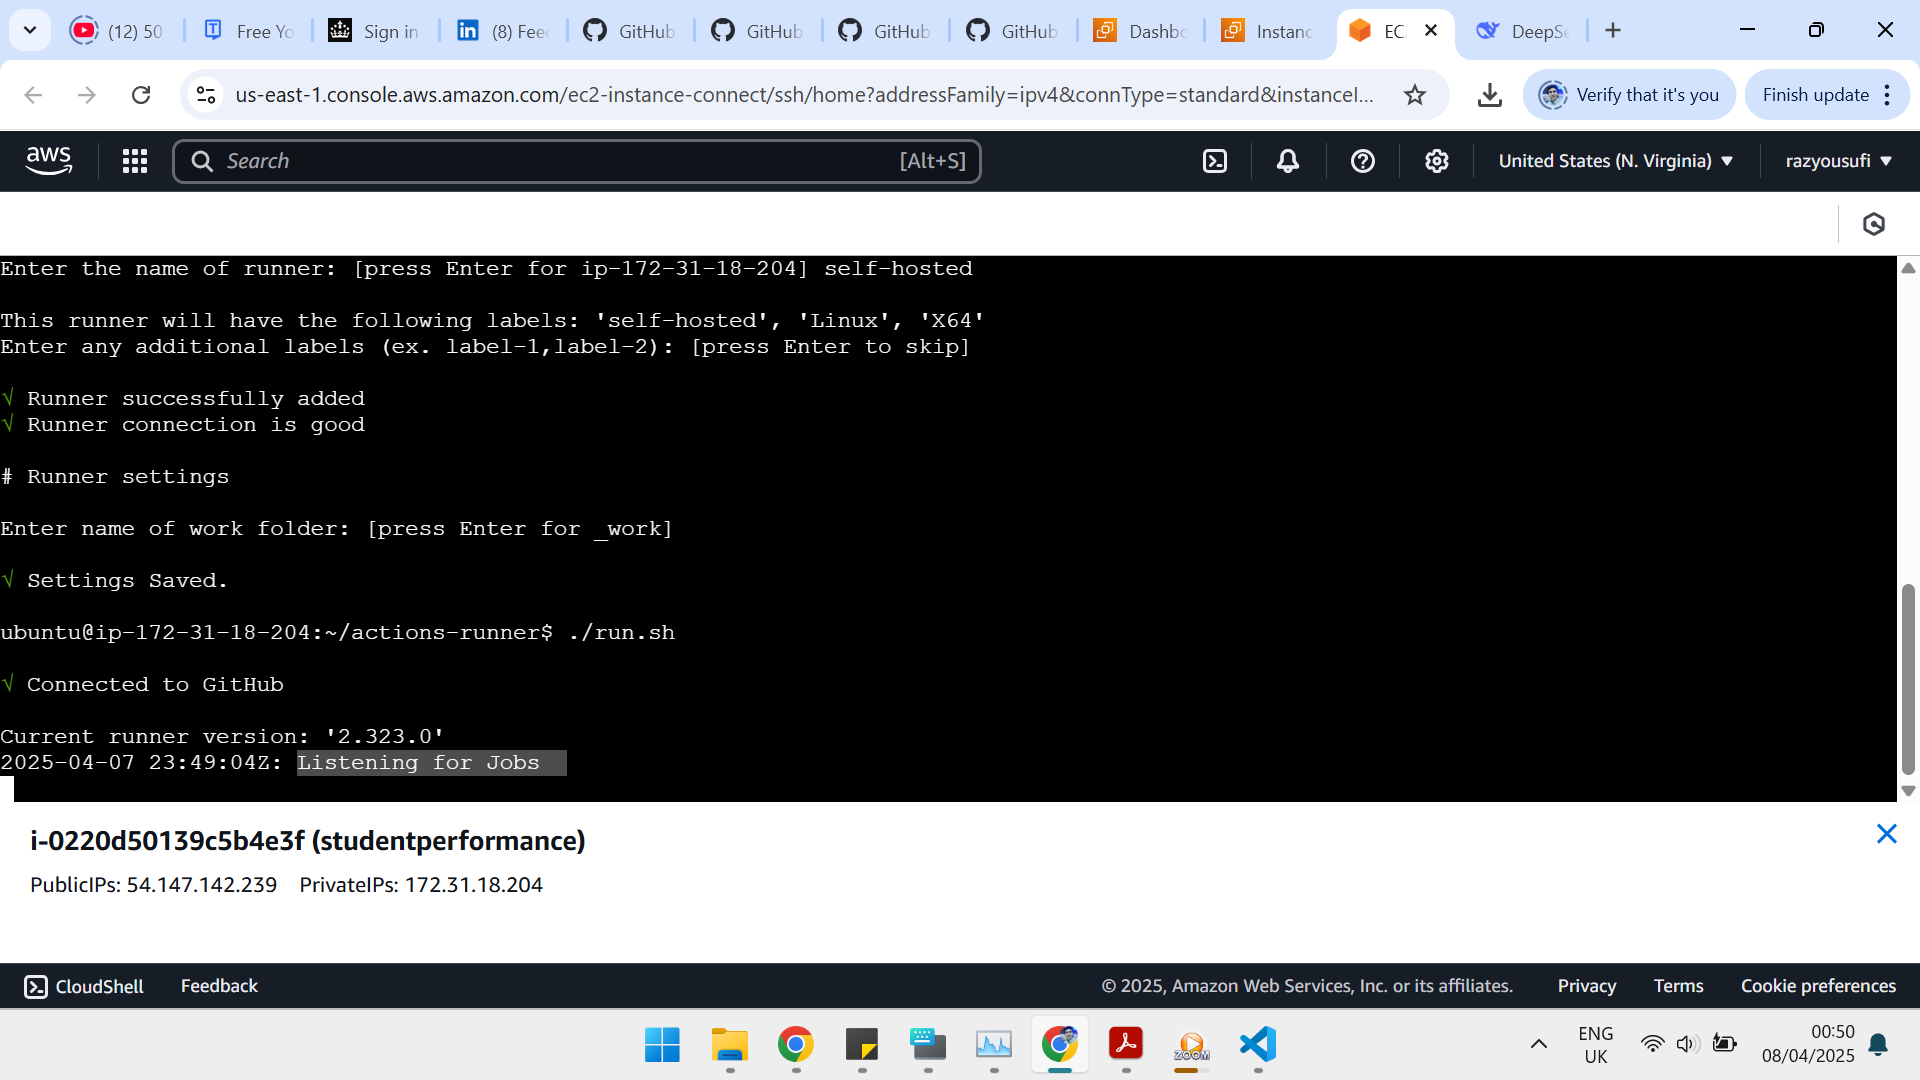 (12) 50
Free Yo
Sign in
(8) Fee
GitHub
GitHub
GitHub
GitHub
Dashbo
Instanc
EC
DeepSe
us-east-1.console.aws.amazon.com/ec2-instance-connect/ssh/home?addressFamily=ipv4&connType=standard&instanceI...
Verify that it's you
Finish update
aws
Search
[Alt+S]
United States (N. Virginia)
razyousufi
Enter the name of runner: [press Enter for ip-172-31-18-204] self-hosted
This runner will have the following labels: 'self-hosted', 'Linux', 'X64'
Enter any additional labels (ex. label-1,label-2): [press Enter to skip]
√ Runner successfully added
√ Runner connection is good
# Runner settings
Enter name of work folder: [press Enter for _work]
√ Settings Saved.
ubuntu@ip-172-31-18-204:~/actions-runner$ ./run.sh
√ Connected to GitHub
Current runner version: '2.323.0'
2025-04-07 23:49:04Z: Listening for Jobs
i-0220d50139c5b4e3f (studentperformance)
PublicIPs: 54.147.142.239 PrivateIPs: 172.31.18.204
CloudShell
Feedback
© 2025, Amazon Web Services, Inc. or its affiliates.
Privacy
Terms
Cookie preferences
ZOOM
ENG
UK
00:50
08/04/2025